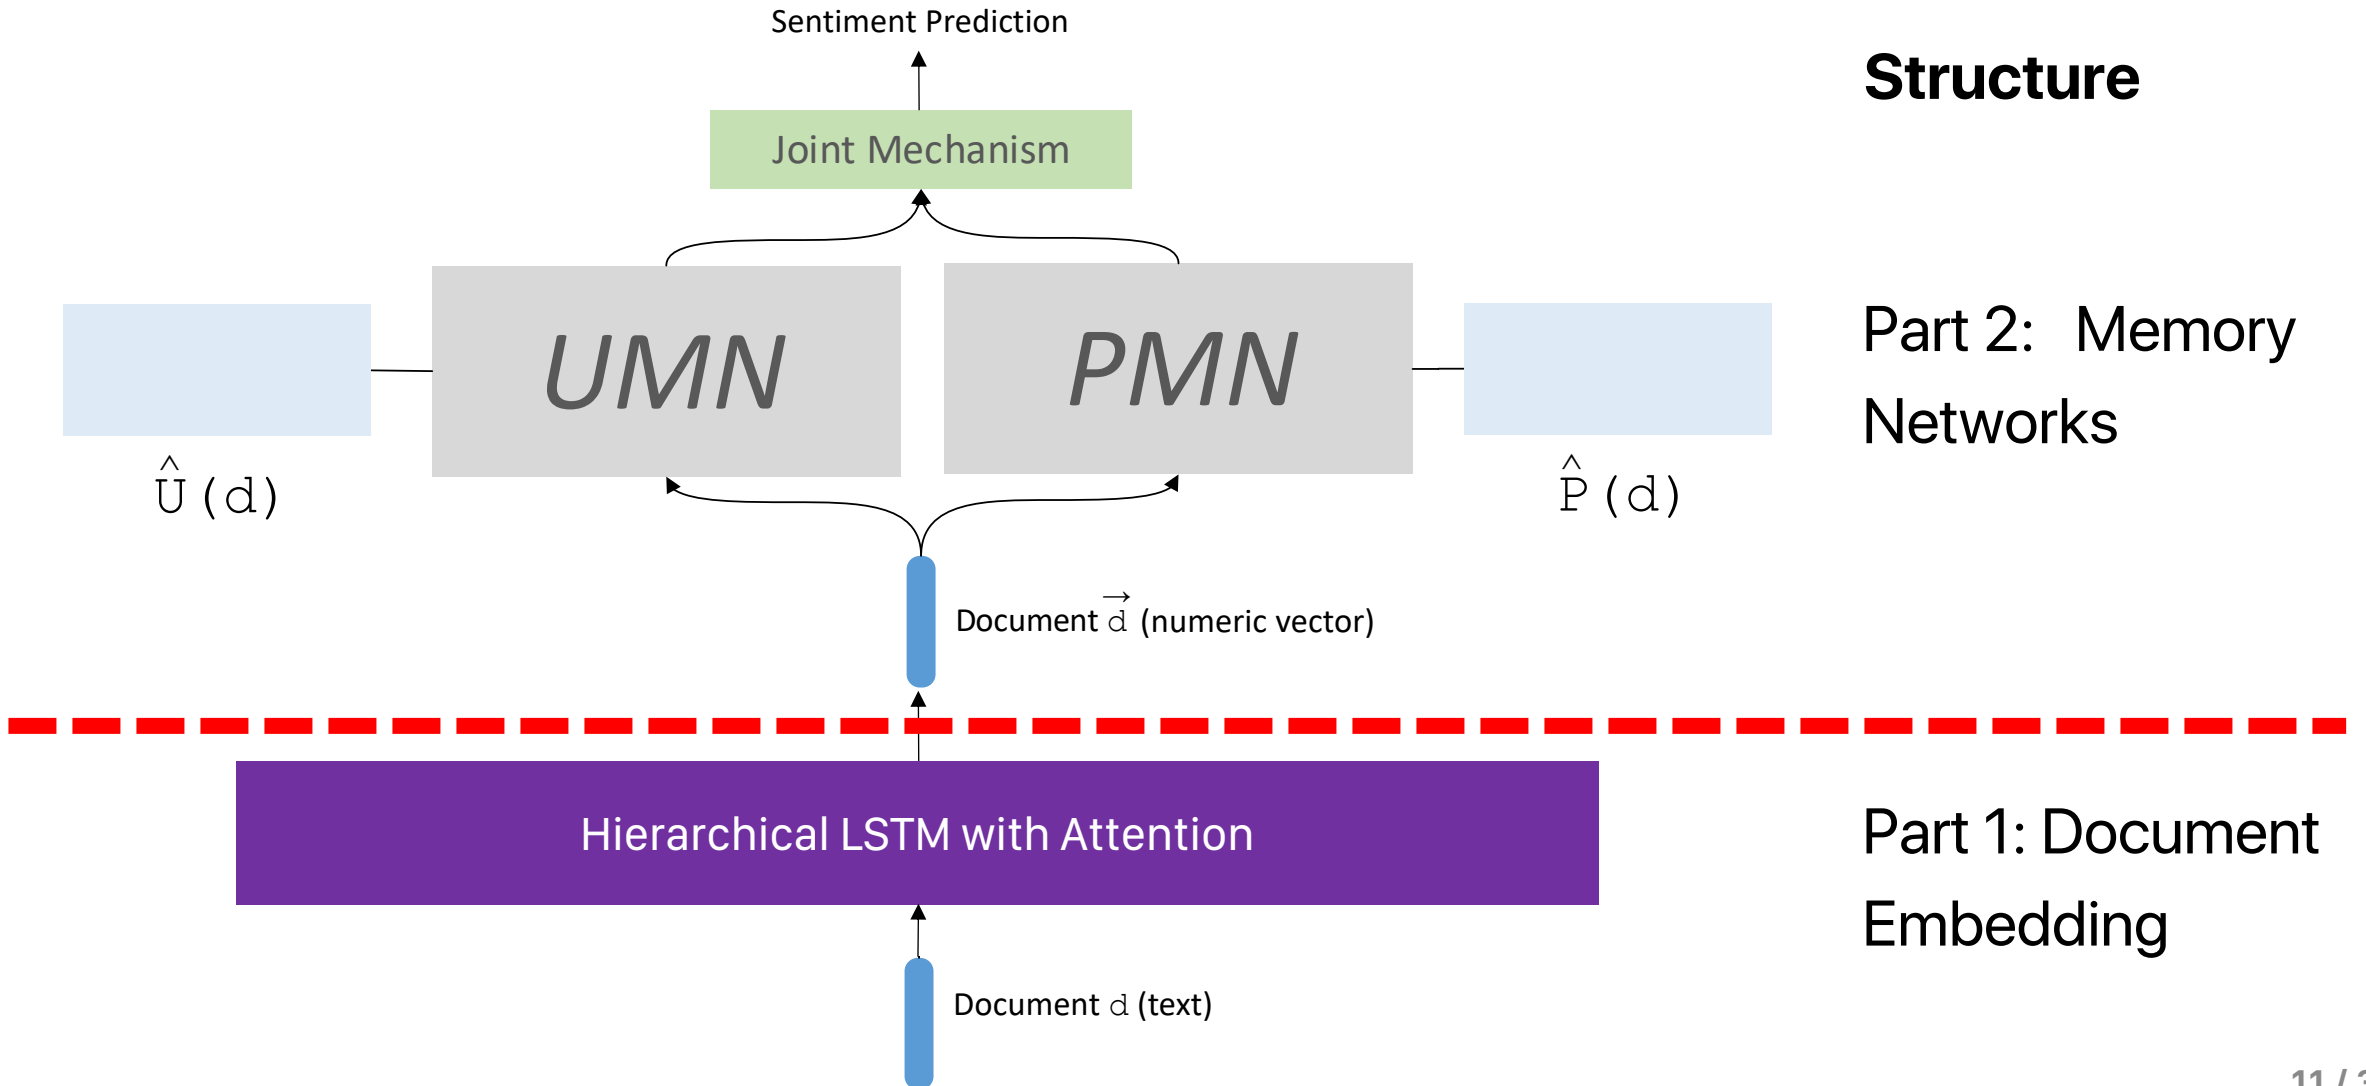 Sentiment Prediction
Structure
Joint Mechanism
UMN
PMN
Part 2: Memory
Networks
Û(d)
P̂(d)
Document d⃗ (numeric vector)
Hierarchical LSTM with Attention
Part 1: Document
Embedding
Document d (text)
11 /